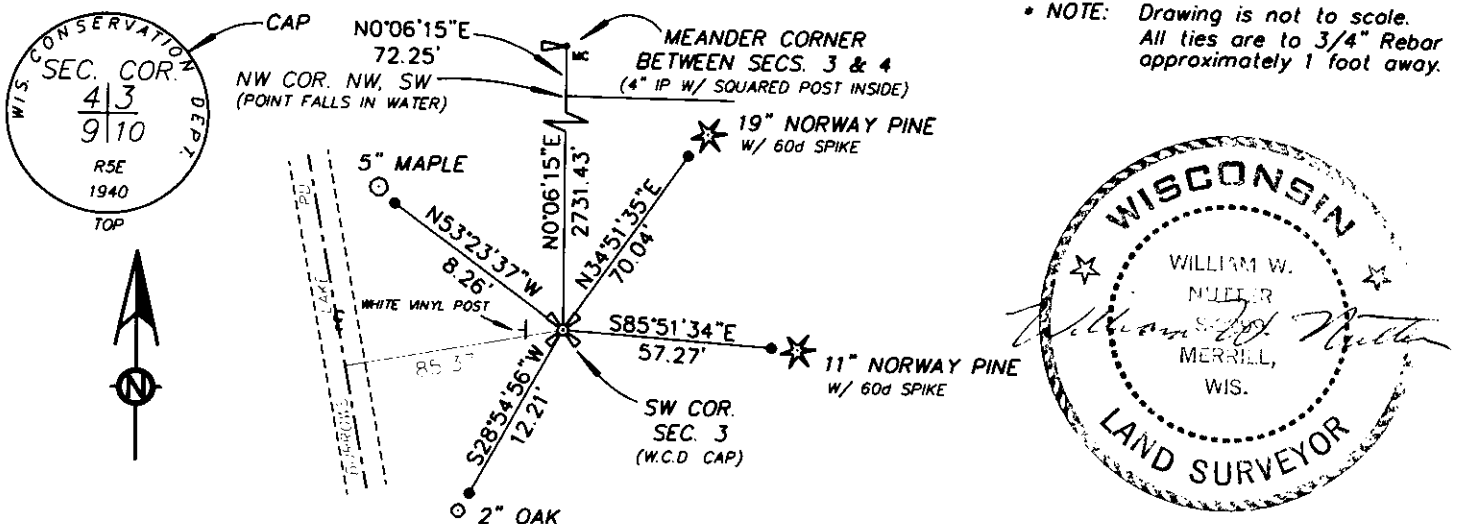 WIS. CONSERVATION DEPT.
SEC. COR.
4 3
9 10
R5E
1940
TOP
CAP
N0°06'15"E
72.25'
NW COR. NW, SW
(POINT FALLS IN WATER)
MC
MEANDER CORNER
BETWEEN SECS. 3 & 4
(4" IP W/ SQUARED POST INSIDE)
* NOTE: Drawing is not to scale.
All ties are to 3/4" Rebar
approximately 1 foot away.
19" NORWAY PINE
W/ 60d SPIKE
5" MAPLE
N0°06'15"E
2731.43'
N34°51'35"E
70.04'
N53°23'37"W
8.26'
WHITE VINYL POST
LAKE
S85°51'34"E
57.27'
11" NORWAY PINE
W/ 60d SPIKE
85.37'
S28°54'56"W
12.21'
SW COR.
SEC. 3
(W.C.D CAP)
2" OAK
N
WISCONSIN
WILLIAM W.
NUTTER
MERRILL,
WIS.
LAND SURVEYOR
William W. Nutter